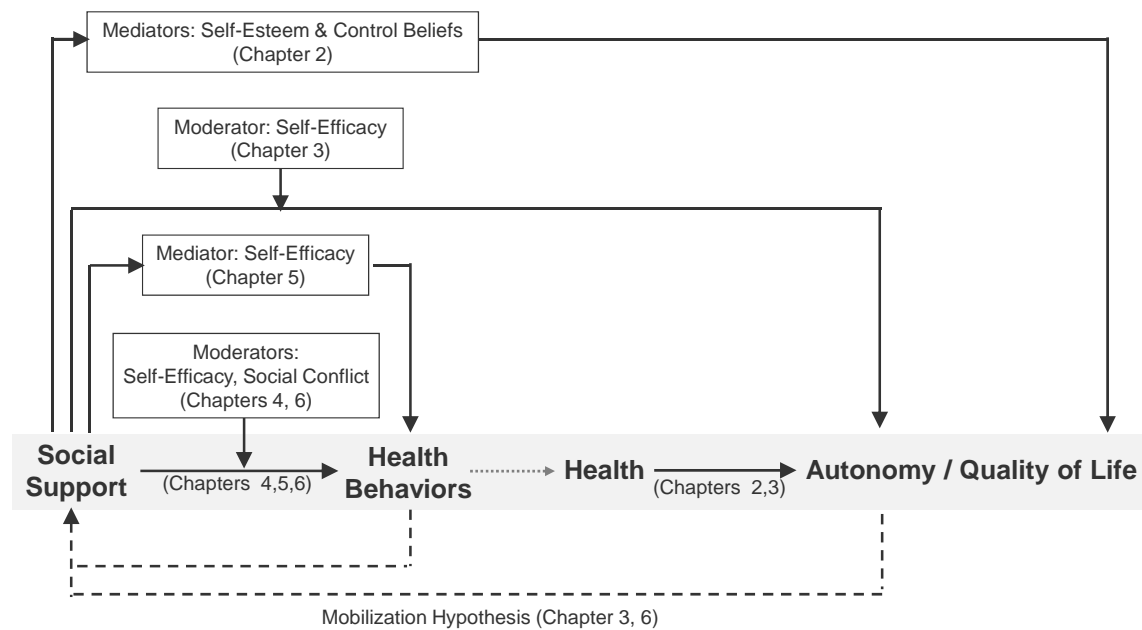 Mediators: Self-Esteem & Control Beliefs
(Chapter 2)
Moderator: Self-Efficacy
(Chapter 3)
Mediator: Self-Efficacy
(Chapter 5)
Moderators:
Self-Efficacy, Social Conflict
(Chapters 4, 6)
Social
Support
(Chapters 4,5,6)
Health
Behaviors
Health
(Chapters 2,3)
Autonomy / Quality of Life
Mobilization Hypothesis (Chapter 3, 6)